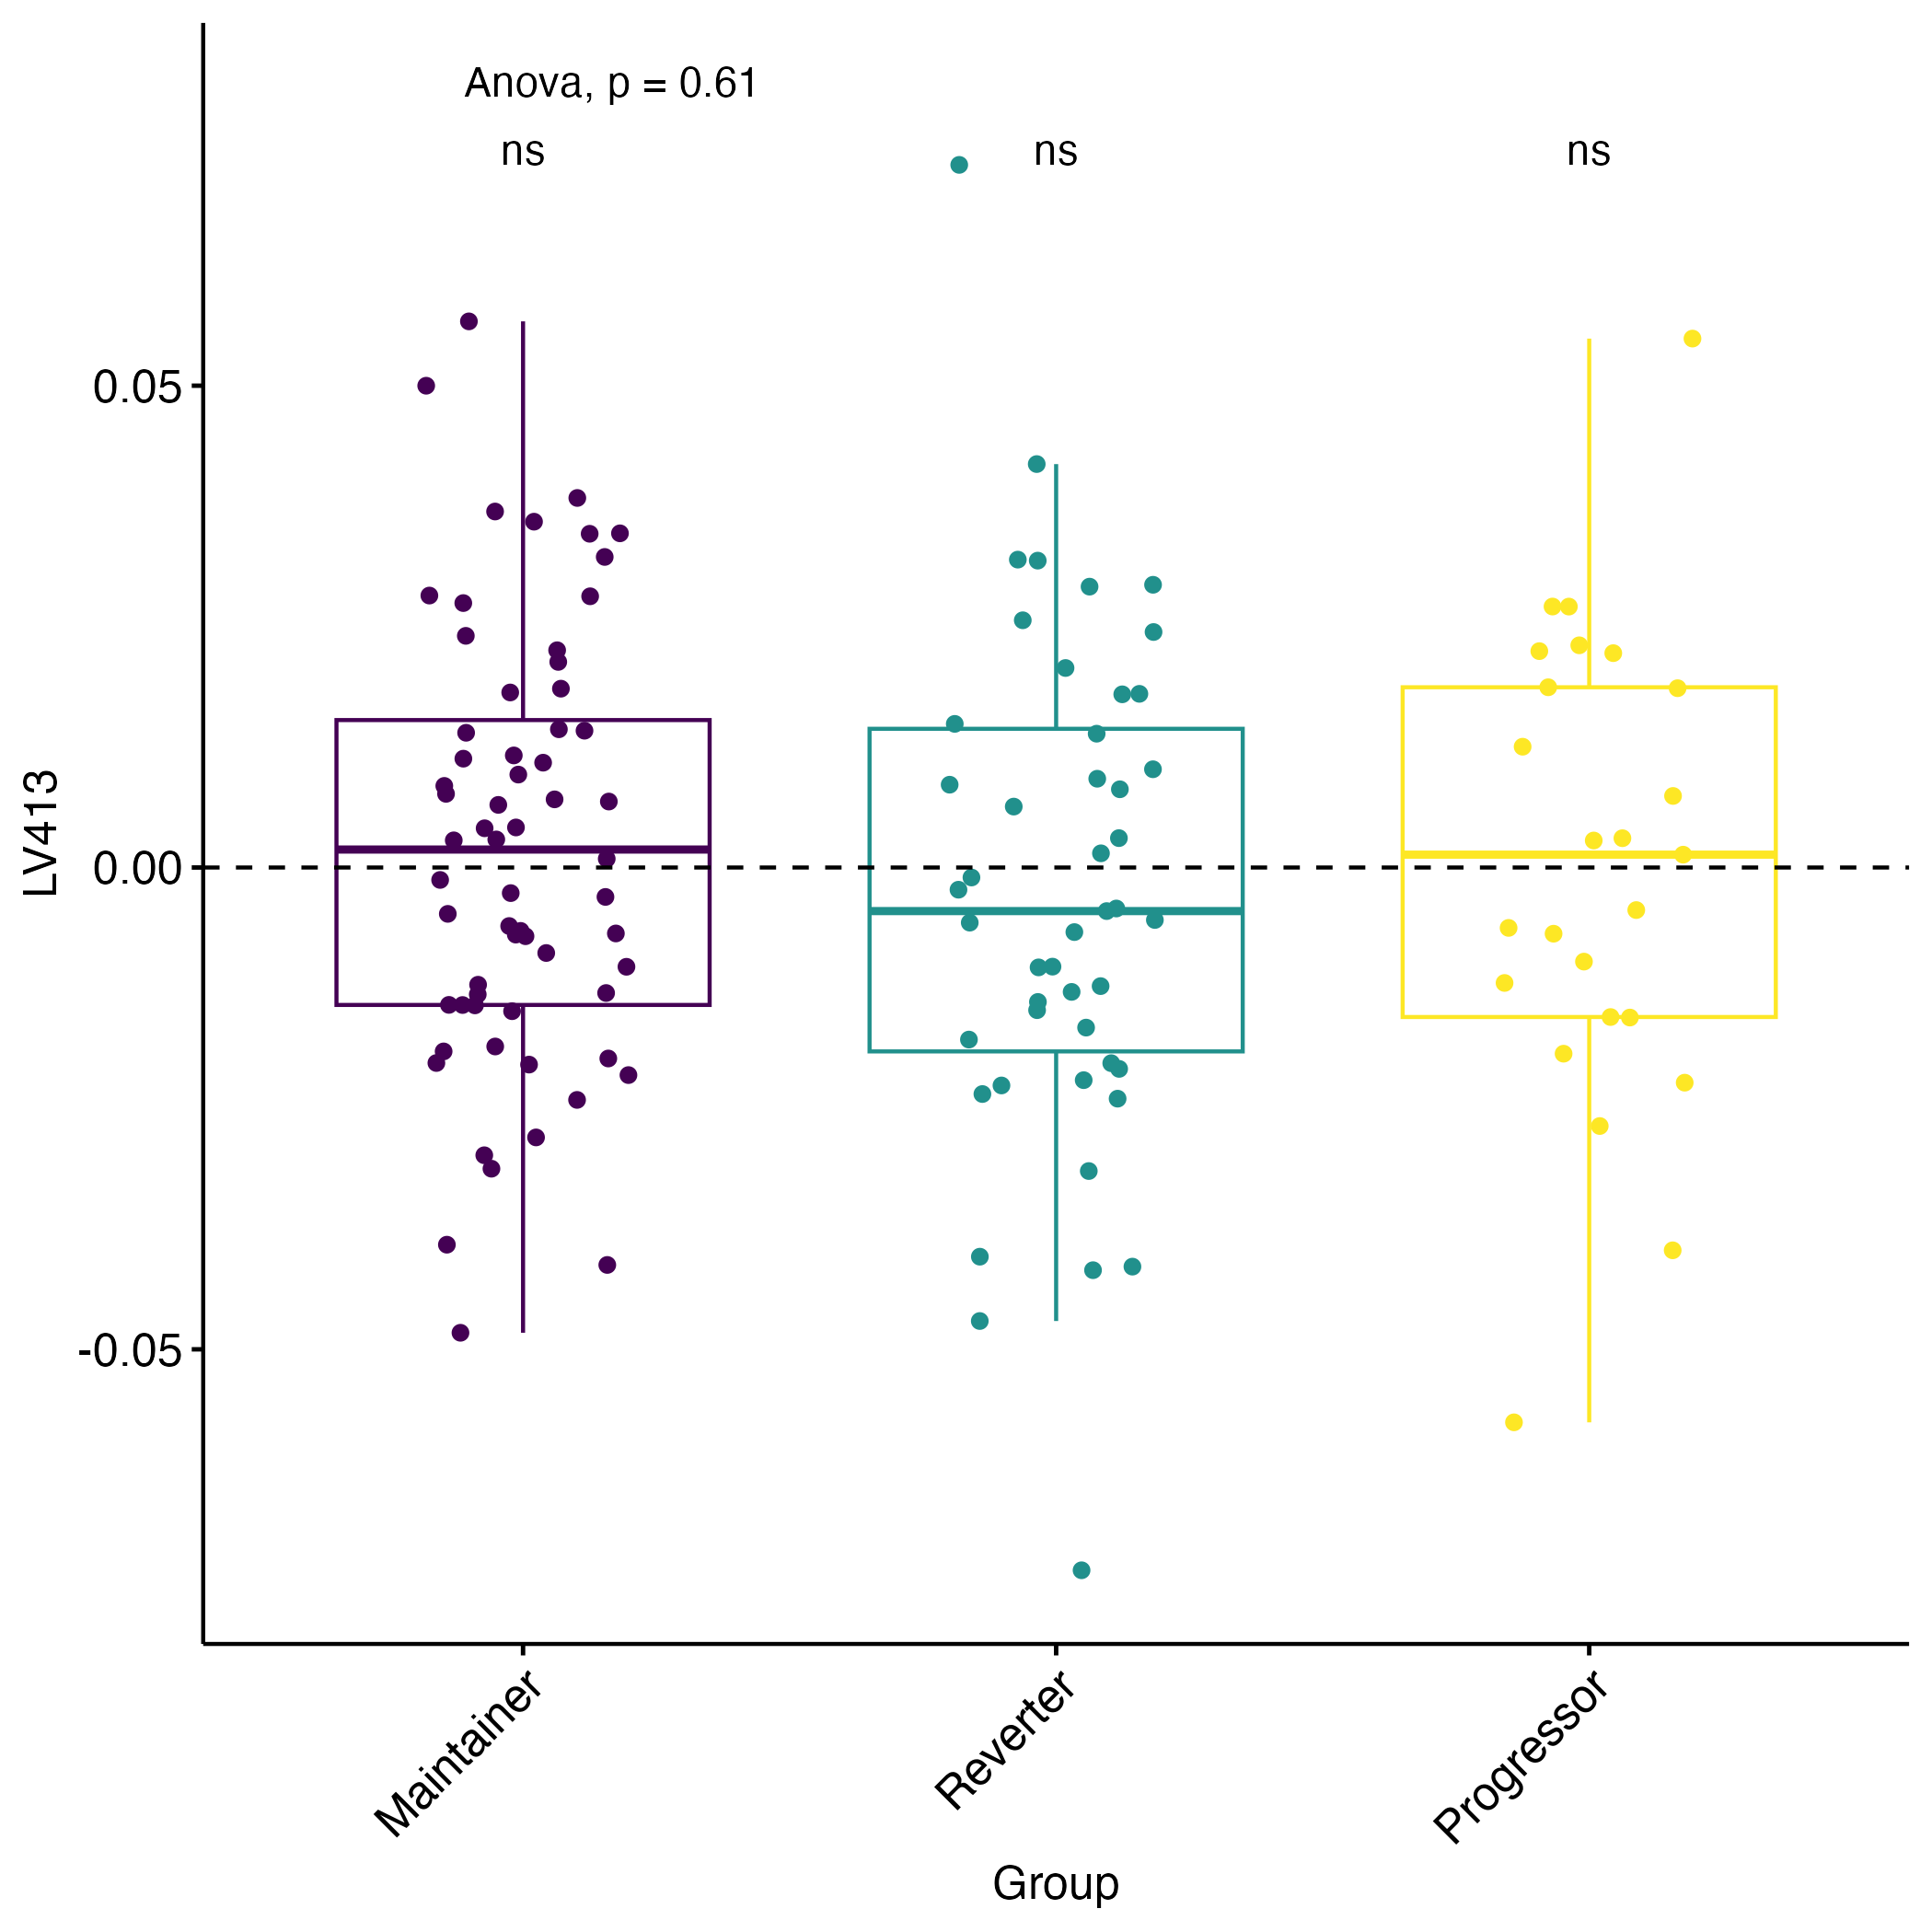 Anova, p = 0.61
ns ns ns
0.05
0.00
-0.05
LV413
Maintainer Reverter Progressor
Group